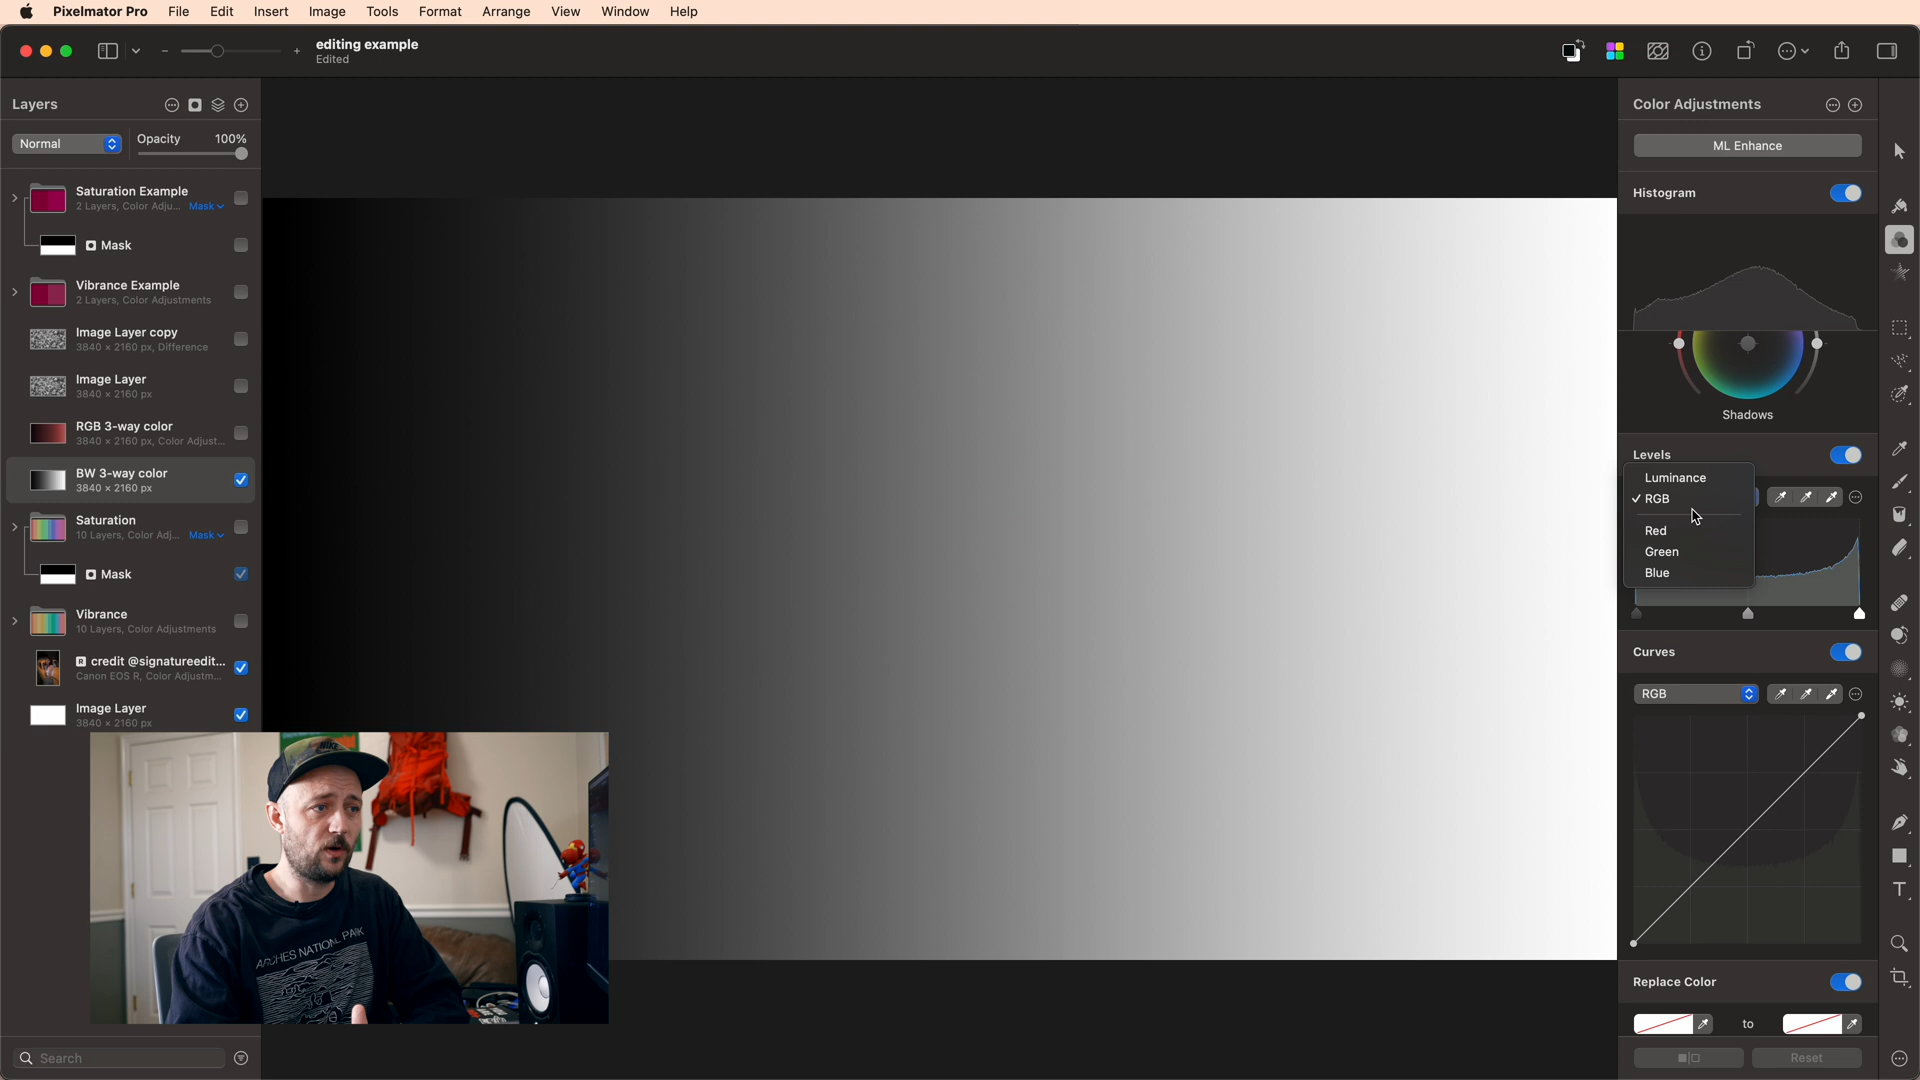 Pixelmator Pro File Edit Insert Image Tools Format Arrange View Window Help
editing example
Edited
Layers
Normal
Opacity 100%
Saturation Example
2 Layers, Color Adju... Mask
Mask
Vibrance Example
2 Layers, Color Adjustments
Image Layer copy
3840 × 2160 px, Difference
Image Layer
3840 × 2160 px
RGB 3-way color
3840 × 2160 px, Color Adjust...
BW 3-way color
3840 × 2160 px
Saturation
10 Layers, Color Adj... Mask
Mask
Vibrance
10 Layers, Color Adjustments
R credit @signatureedit...
Canon EOS R, Color Adjustm...
Image Layer
3840 × 2160 px
Search
NIKE
ARCHES NATIONAL PARK
Color Adjustments
ML Enhance
Histogram
Shadows
Levels
Luminance
✓ RGB
Red
Green
Blue
Curves
RGB
Replace Color
to
Reset